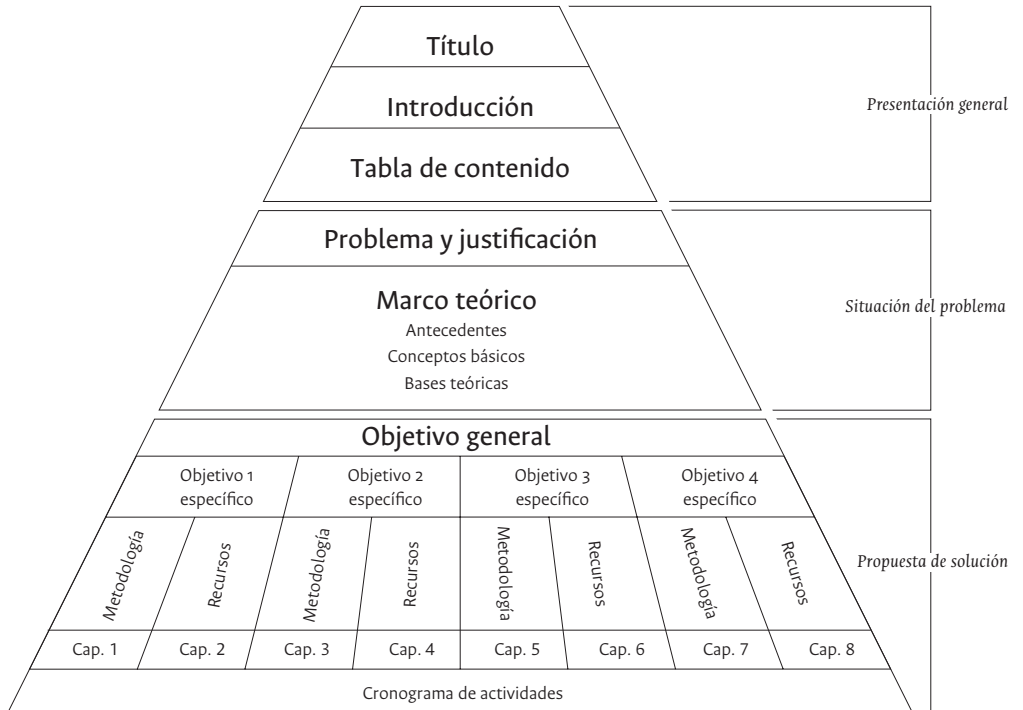 Título
Introducción
Tabla de contenido
Presentación general
Problema y justificación
Marco teórico
Antecedentes
Conceptos básicos
Bases teóricas
Situación del problema
Objetivo general
Objetivo 1
específico
Objetivo 2
específico
Objetivo 3
específico
Objetivo 4
específico
Metodología
Recursos
Metodología
Recursos
Metodología
Recursos
Metodología
Recursos
Propuesta de solución
Cap. 1
Cap. 2
Cap. 3
Cap. 4
Cap. 5
Cap. 6
Cap. 7
Cap. 8
Cronograma de actividades